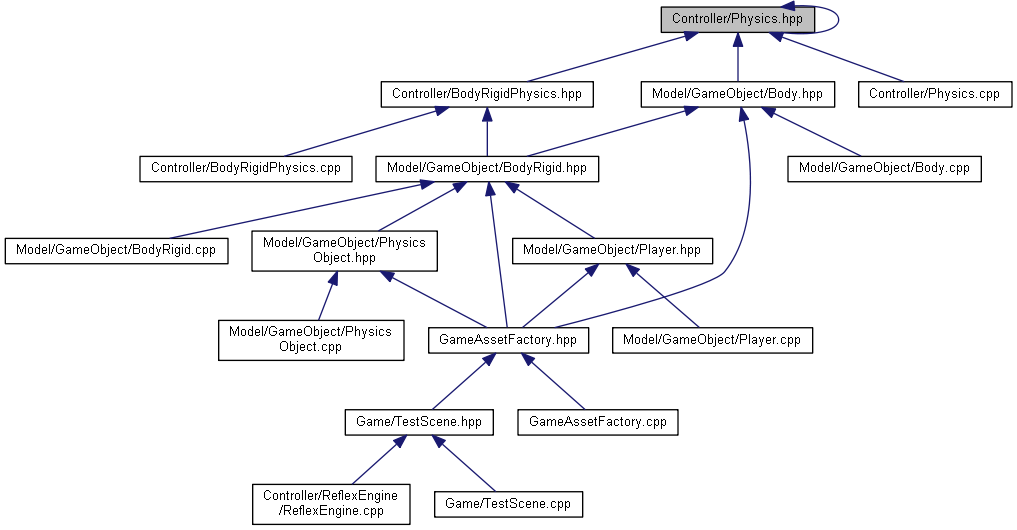 Controller/Physics.hpp
Controller/BodyRigidPhysics.hpp
Model/GameObject/Body.hpp
Controller/Physics.cpp
Controller/BodyRigidPhysics.cpp
Model/GameObject/BodyRigid.hpp
Model/GameObject/Body.cpp
Model/GameObject/BodyRigid.cpp
Model/GameObject/Physics
Object.hpp
Model/GameObject/Player.hpp
Model/GameObject/Physics
Object.cpp
GameAssetFactory.hpp
Model/GameObject/Player.cpp
Game/TestScene.hpp
GameAssetFactory.cpp
Controller/ReflexEngine
/ReflexEngine.cpp
Game/TestScene.cpp